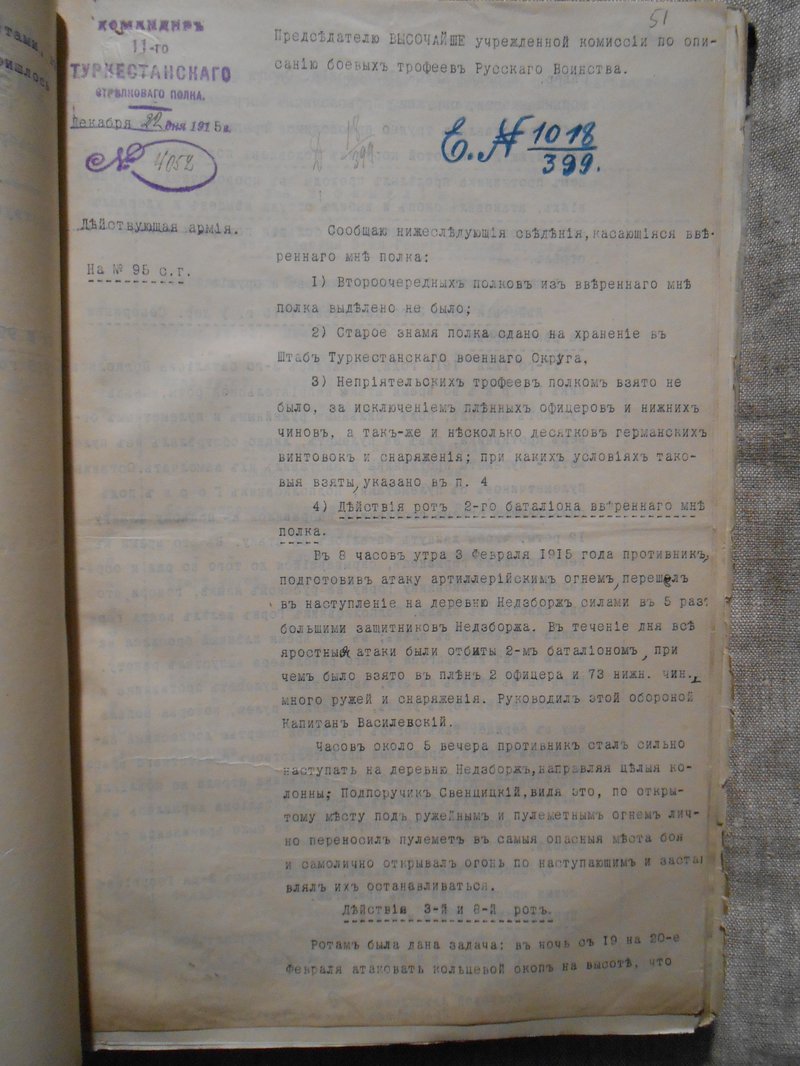 51
КОМАНДИРЪ
11-го
ТУРКЕСТАНСКАГО
СТРѢЛКОВАГО ПОЛКА.
Декабря 22 дня 1915 г.
№ 4052
Предсѣдателю ВЫСОЧАЙШЕ учрежденной комиссіи по опи-
санію боевыхъ трофеевъ Русскаго Воинства.
18
399
Е. № 1018
399.
Дѣйствующая армія.
На № 95 с.г.
Сообщаю нижеслѣдующія свѣдѣнія, касающіяся ввѣ-
реннаго мнѣ полка:
1) Второочередныхъ полковъ изъ ввѣреннаго мнѣ
полка выдѣлено не было;
2) Старое знамя полка сдано на храненіе въ
Штабъ Туркестанскаго военнаго Округа,
3) Непріятельскихъ трофеевъ полкомъ взято не
было, за исключеніемъ плѣнныхъ офицеровъ и нижнихъ
чиновъ, а такъ-же и нѣсколько десятковъ германскихъ
винтовокъ и снаряженія; при какихъ условіяхъ тако-
выя взяты, указано въ п. 4
4) Дѣйствія ротъ 2-го баталіона ввѣреннаго мнѣ
полка.
Въ 8 часовъ утра 3 Февраля 1915 года противникъ,
подготовивъ атаку артиллерійскимъ огнемъ, перешелъ
въ наступленіе на деревню Недзборжъ силами въ 5 раз
большими защитниковъ Недзборжа. Въ теченіе дня всѣ
яростныя атаки были отбиты 2-мъ баталіономъ, при
чемъ было взято въ плѣнъ 2 офицера и 73 нижн. чин.,
много ружей и снаряженія. Руководилъ этой обороной
Капитанъ Василевскій.
Часовъ около 5 вечера противникъ сталъ сильно
наступать на деревню Недзборжъ, направляя цѣлыя ко-
лонны; Подпоручикъ Свенцицкій, видя это, по откры-
тому мѣсту подъ ружейнымъ и пулеметнымъ огнемъ лич-
но переносилъ пулеметъ въ самыя опасныя мѣста боя
и самолично открывалъ огонь по наступающимъ и застав
влялъ ихъ останавливаться.
Дѣйствія 3-й и 8-й ротъ.
Ротамъ была дана задача: въ ночь съ 19 на 20-е
Февраля атаковать кольцевой окопъ на высотѣ, что